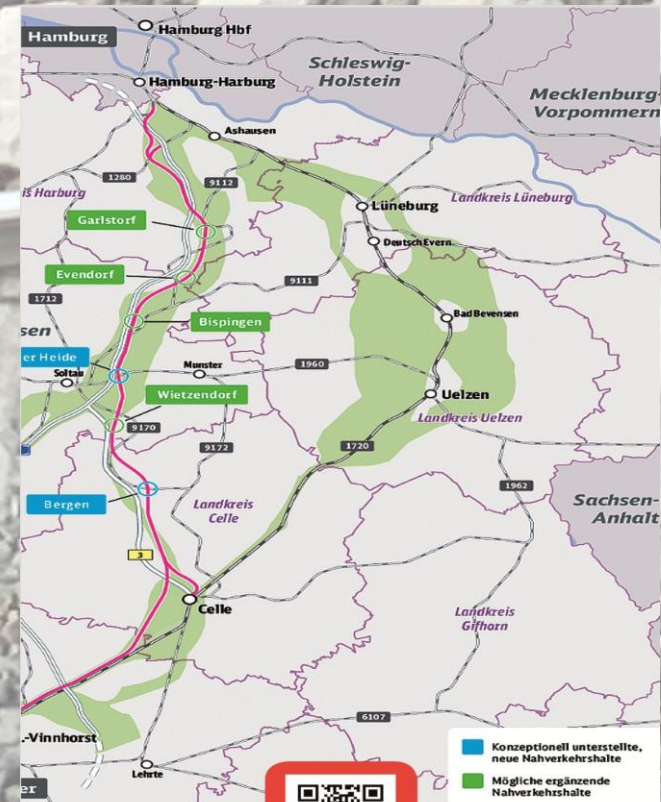 Hamburg
Hamburg Hbf
Schleswig-
Holstein
Hamburg-Harburg
Mecklenburg-
Vorpommern
Ashausen
1280
9112
Harburg
Lüneburg
Landkreis Lüneburg
Garlstorf
Deutsch Evern
Evendorf
9111
1712
Bad Bevensen
Bispingen
sen
er Heide
Munster
1960
Soltau
Uelzen
Wietzendorf
Landkreis Uelzen
9170
9172
1720
1962
Bergen
Landkreis
Celle
Sachsen-
Anhalt
3
Celle
Landkreis
Gifhorn
6107
.-Vinnhorst
Konzeptionell unterstellte,
neue Nahverkehrshalte
Lehrte
Mögliche ergänzende
Nahverkehrshalte
er